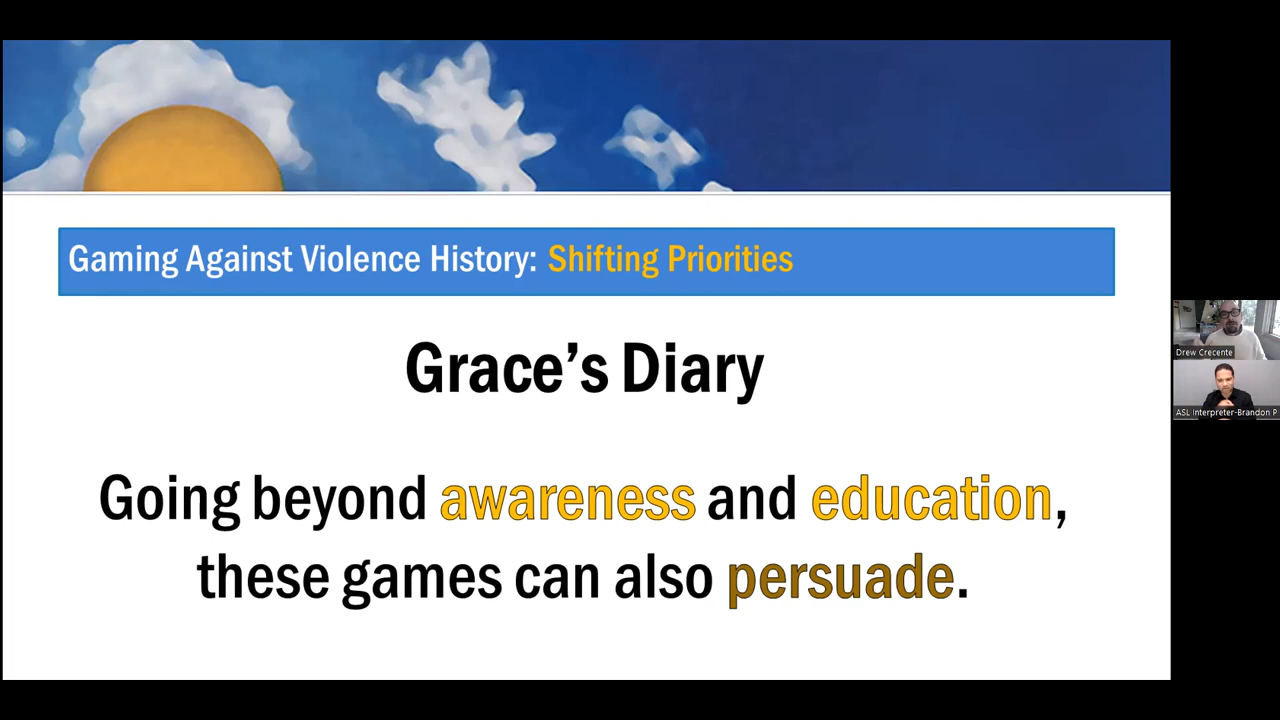 Gaming Against Violence History: Shifting Priorities
Grace’s Diary
Going beyond awareness and education,
these games can also persuade.
Drew Crecente
ASL Interpreter-Brandon P